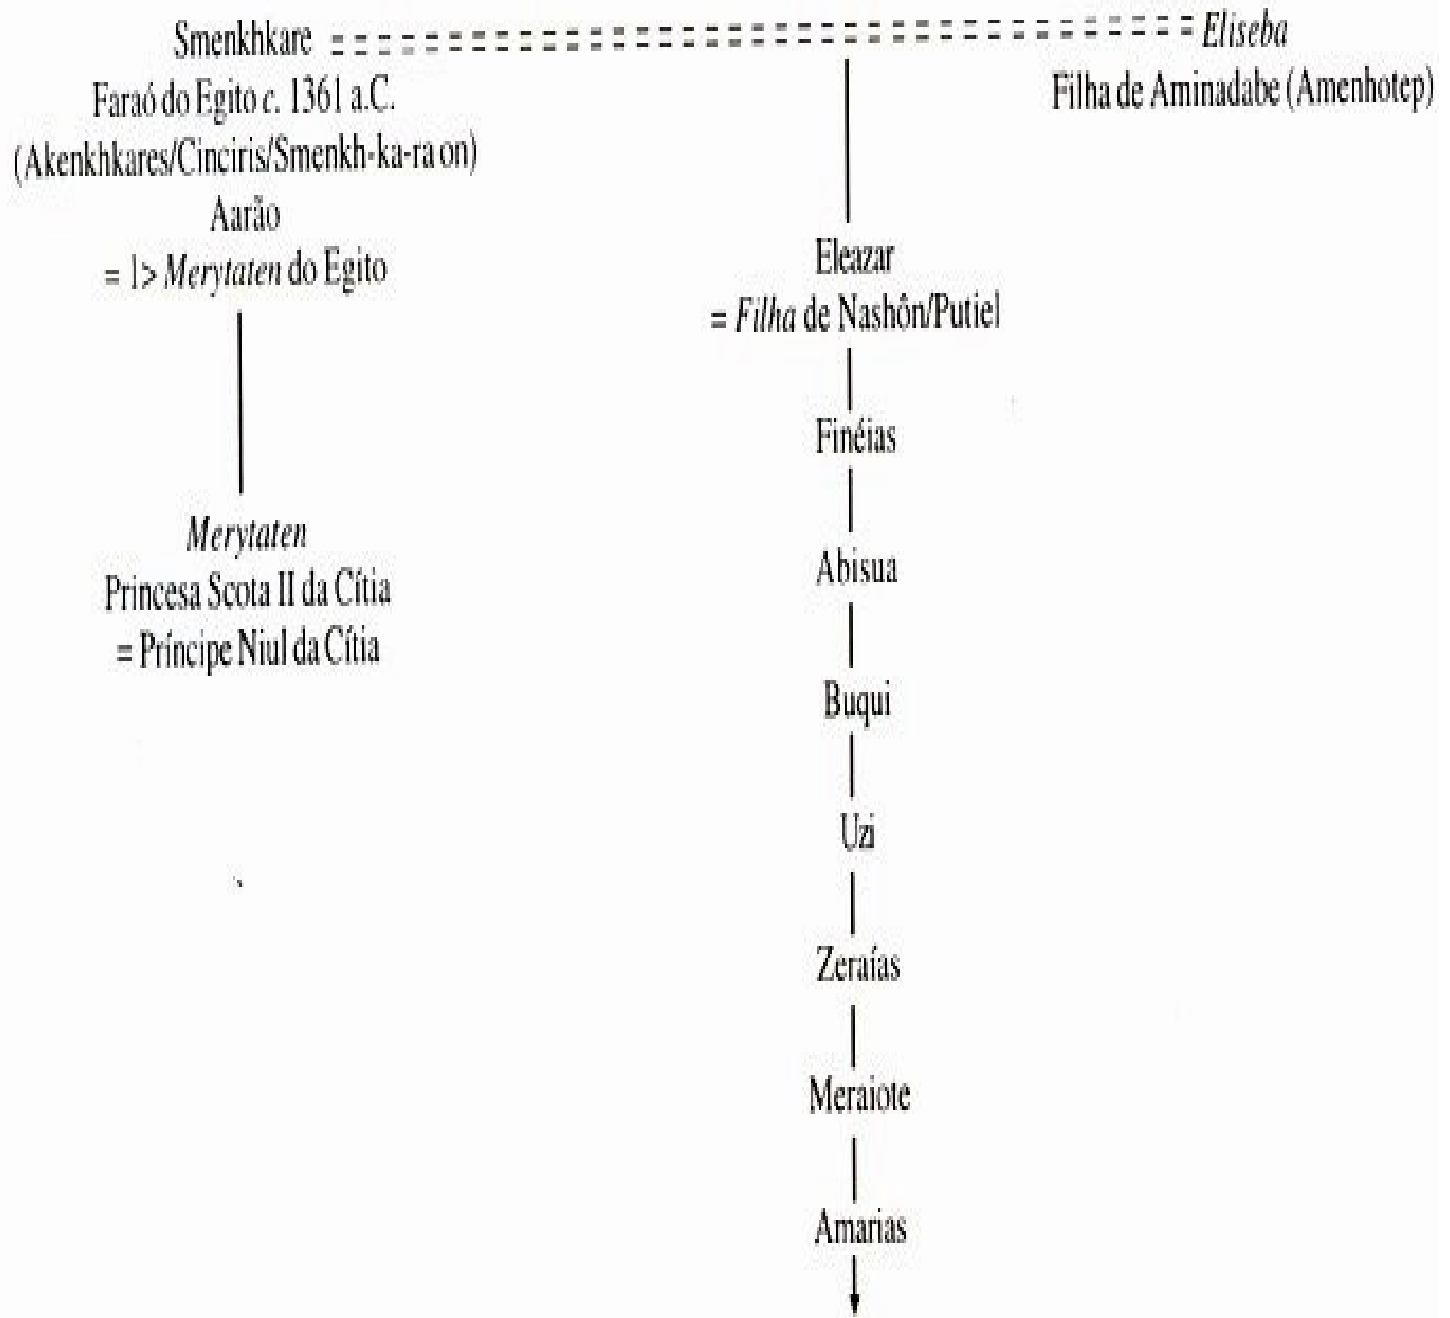 Smenkhkare
Eliseba
Faraó do Egito c. 1361 a.C.
Filha de Aminadabe (Amenhotep)
(Akenkhkares/Cinciris/Smenkh-ka-ra on)
Aarão
= 1> Merytaten do Egito
Eleazar
= Filha de Nashôn/Putiel
Finéias
Merytaten
Princesa Scota II da Cítia
= Príncipe Niul da Cítia
Abisua
Buqui
Uzi
Zeraías
Meraiote
Amarias